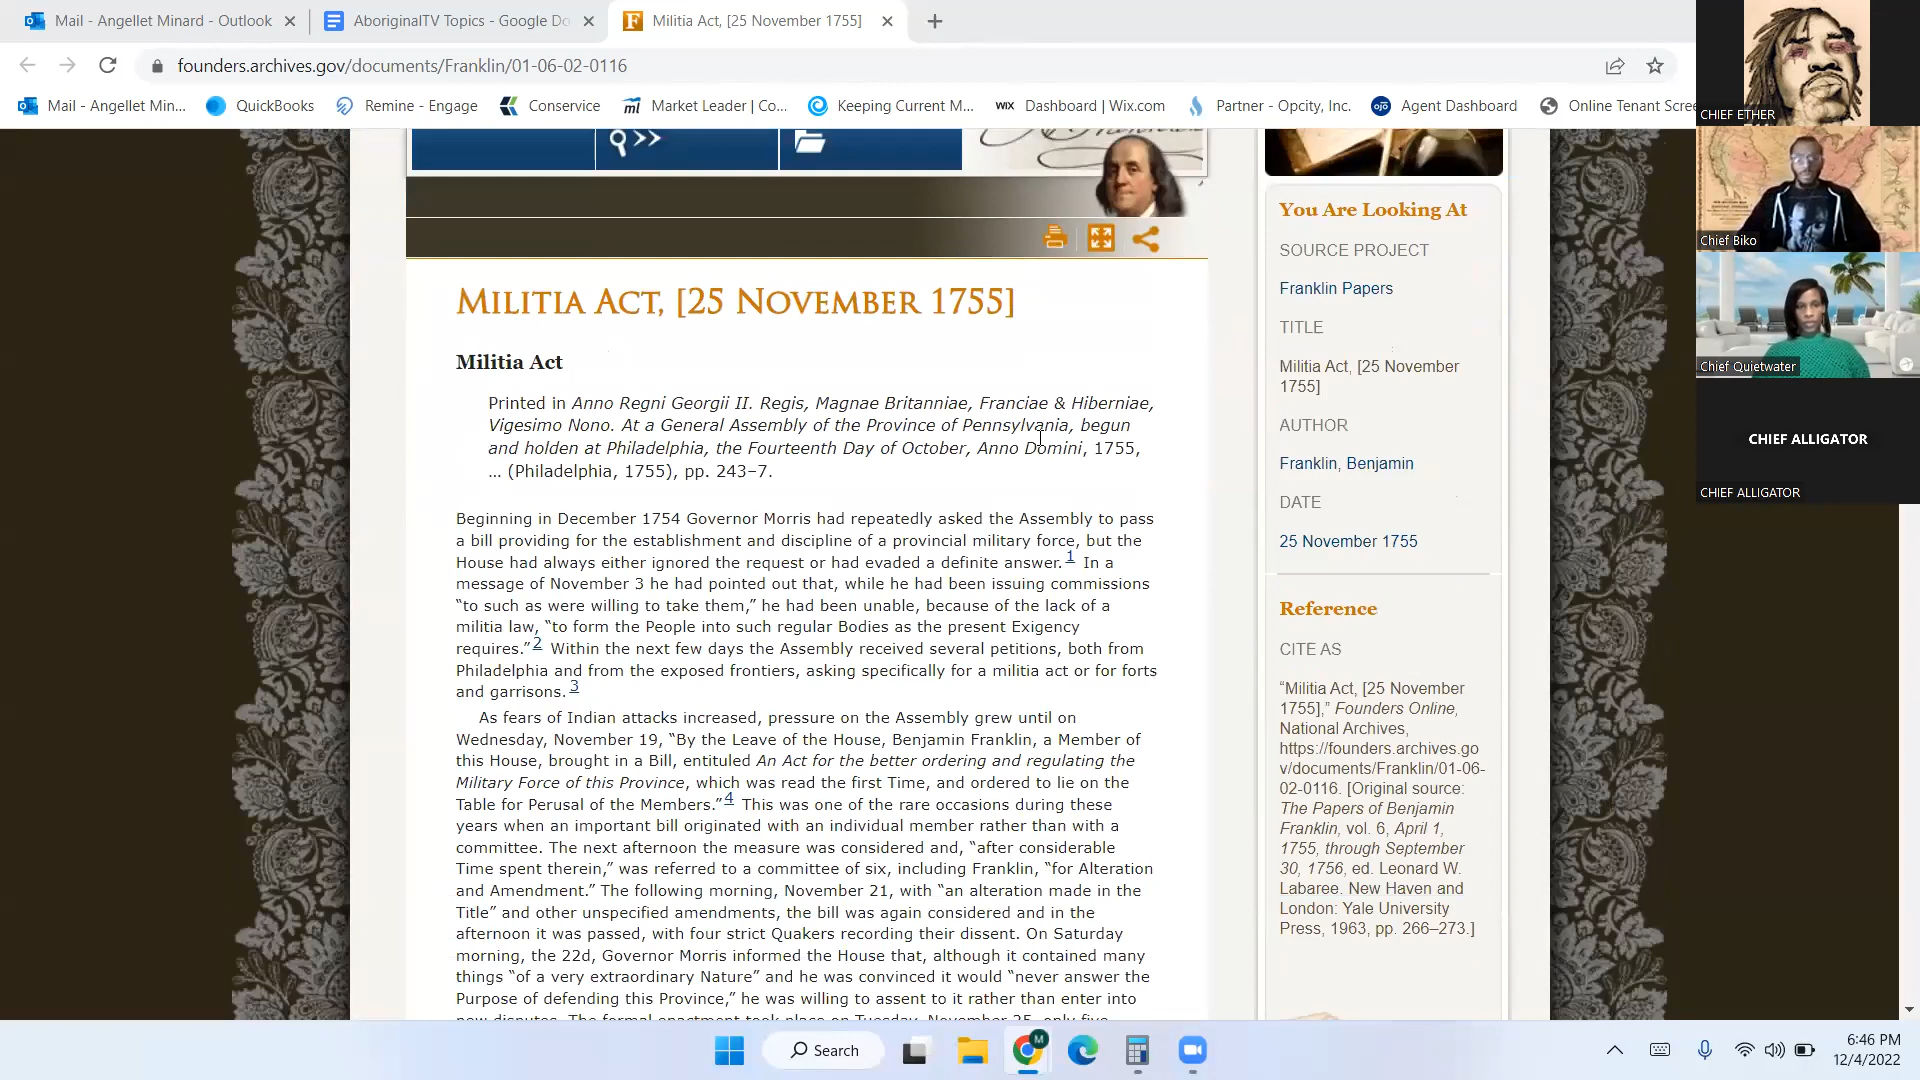 Mail - Angellet Minard - Outlook
AboriginalTV Topics - Google Do
Militia Act, [25 November 1755]
founders.archives.gov/documents/Franklin/01-06-02-0116
Mail - Angellet Min...
QuickBooks
Remine - Engage
Conservice
Market Leader | Co...
Keeping Current M...
WIX Dashboard | Wix.com
Partner - Opcity, Inc.
ojo Agent Dashboard
Online Tenant Scree
MILITIA ACT, [25 NOVEMBER 1755]
Militia Act
Printed in Anno Regni Georgii II. Regis, Magnae Britanniae, Franciae & Hiberniae,
Vigesimo Nono. At a General Assembly of the Province of Pennsylvania, begun
and holden at Philadelphia, the Fourteenth Day of October, Anno Domini, 1755,
... (Philadelphia, 1755), pp. 243–7.
Beginning in December 1754 Governor Morris had repeatedly asked the Assembly to pass
a bill providing for the establishment and discipline of a provincial military force, but the
House had always either ignored the request or had evaded a definite answer.1 In a
message of November 3 he had pointed out that, while he had been issuing commissions
“to such as were willing to take them,” he had been unable, because of the lack of a
militia law, “to form the People into such regular Bodies as the present Exigency
requires.”2 Within the next few days the Assembly received several petitions, both from
Philadelphia and from the exposed frontiers, asking specifically for a militia act or for forts
and garrisons.3
As fears of Indian attacks increased, pressure on the Assembly grew until on
Wednesday, November 19, “By the Leave of the House, Benjamin Franklin, a Member of
this House, brought in a Bill, entituled An Act for the better ordering and regulating the
Military Force of this Province, which was read the first Time, and ordered to lie on the
Table for Perusal of the Members.”4 This was one of the rare occasions during these
years when an important bill originated with an individual member rather than with a
committee. The next afternoon the measure was considered and, “after considerable
Time spent therein,” was referred to a committee of six, including Franklin, “for Alteration
and Amendment.” The following morning, November 21, with “an alteration made in the
Title” and other unspecified amendments, the bill was again considered and in the
afternoon it was passed, with four strict Quakers recording their dissent. On Saturday
morning, the 22d, Governor Morris informed the House that, although it contained many
things “of a very extraordinary Nature” and he was convinced it would “never answer the
Purpose of defending this Province,” he was willing to assent to it rather than enter into
new disputes. The formal enactment took place on Tuesday, November 25, only five
You Are Looking At
SOURCE PROJECT
Franklin Papers
TITLE
Militia Act, [25 November
1755]
AUTHOR
Franklin, Benjamin
DATE
25 November 1755
Reference
CITE AS
“Militia Act, [25 November
1755],” Founders Online,
National Archives,
https://founders.archives.go
v/documents/Franklin/01-06-
02-0116. [Original source:
The Papers of Benjamin
Franklin, vol. 6, April 1,
1755, through September
30, 1756, ed. Leonard W.
Labaree. New Haven and
London: Yale University
Press, 1963, pp. 266–273.]
CHIEF ETHER
Chief Biko
Chief Quietwater
CHIEF ALLIGATOR
CHIEF ALLIGATOR
Search
6:46 PM
12/4/2022